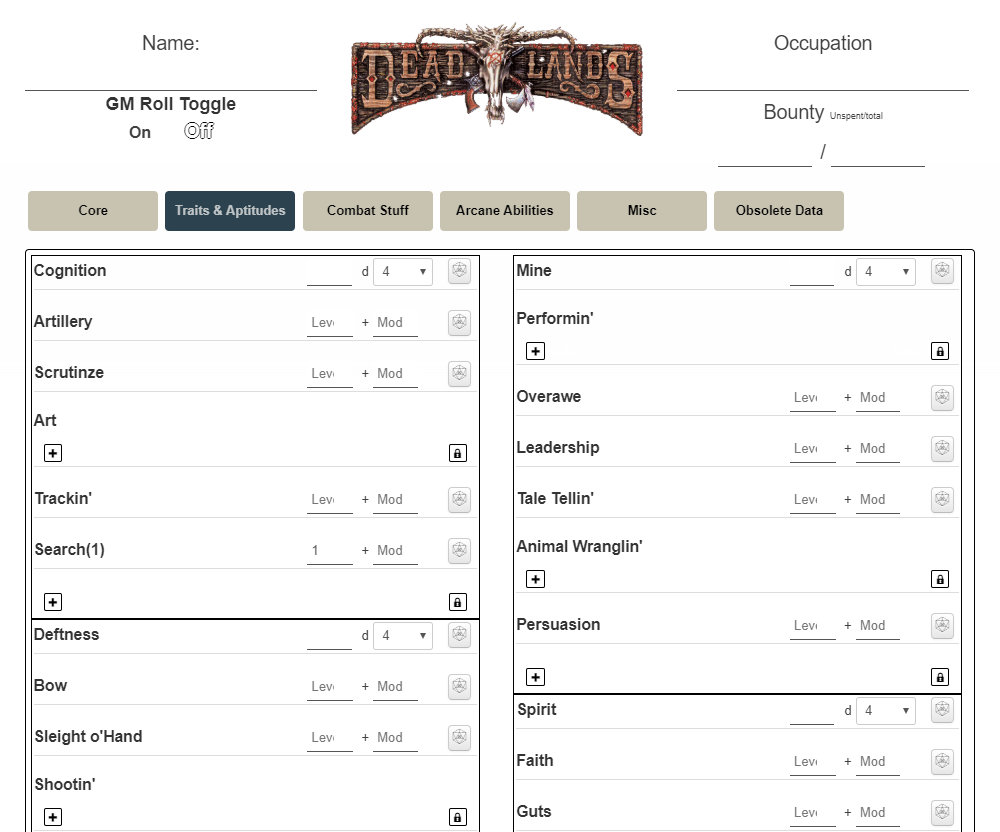 Name:
DEADLANDS
Occupation
GM Roll Toggle
On Off
Bounty Unspent/total
/
Core
Traits & Aptitudes
Combat Stuff
Arcane Abilities
Misc
Obsolete Data
Cognition d 4
Artillery Leve + Mod
Scrutinze Leve + Mod
Art
Trackin' Leve + Mod
Search(1) 1 + Mod
Deftness d 4
Bow Leve + Mod
Sleight o'Hand Leve + Mod
Shootin'
Mine d 4
Performin'
Overawe Leve + Mod
Leadership Leve + Mod
Tale Tellin' Leve + Mod
Animal Wranglin'
Persuasion Leve + Mod
Spirit d 4
Faith Leve + Mod
Guts Leve + Mod